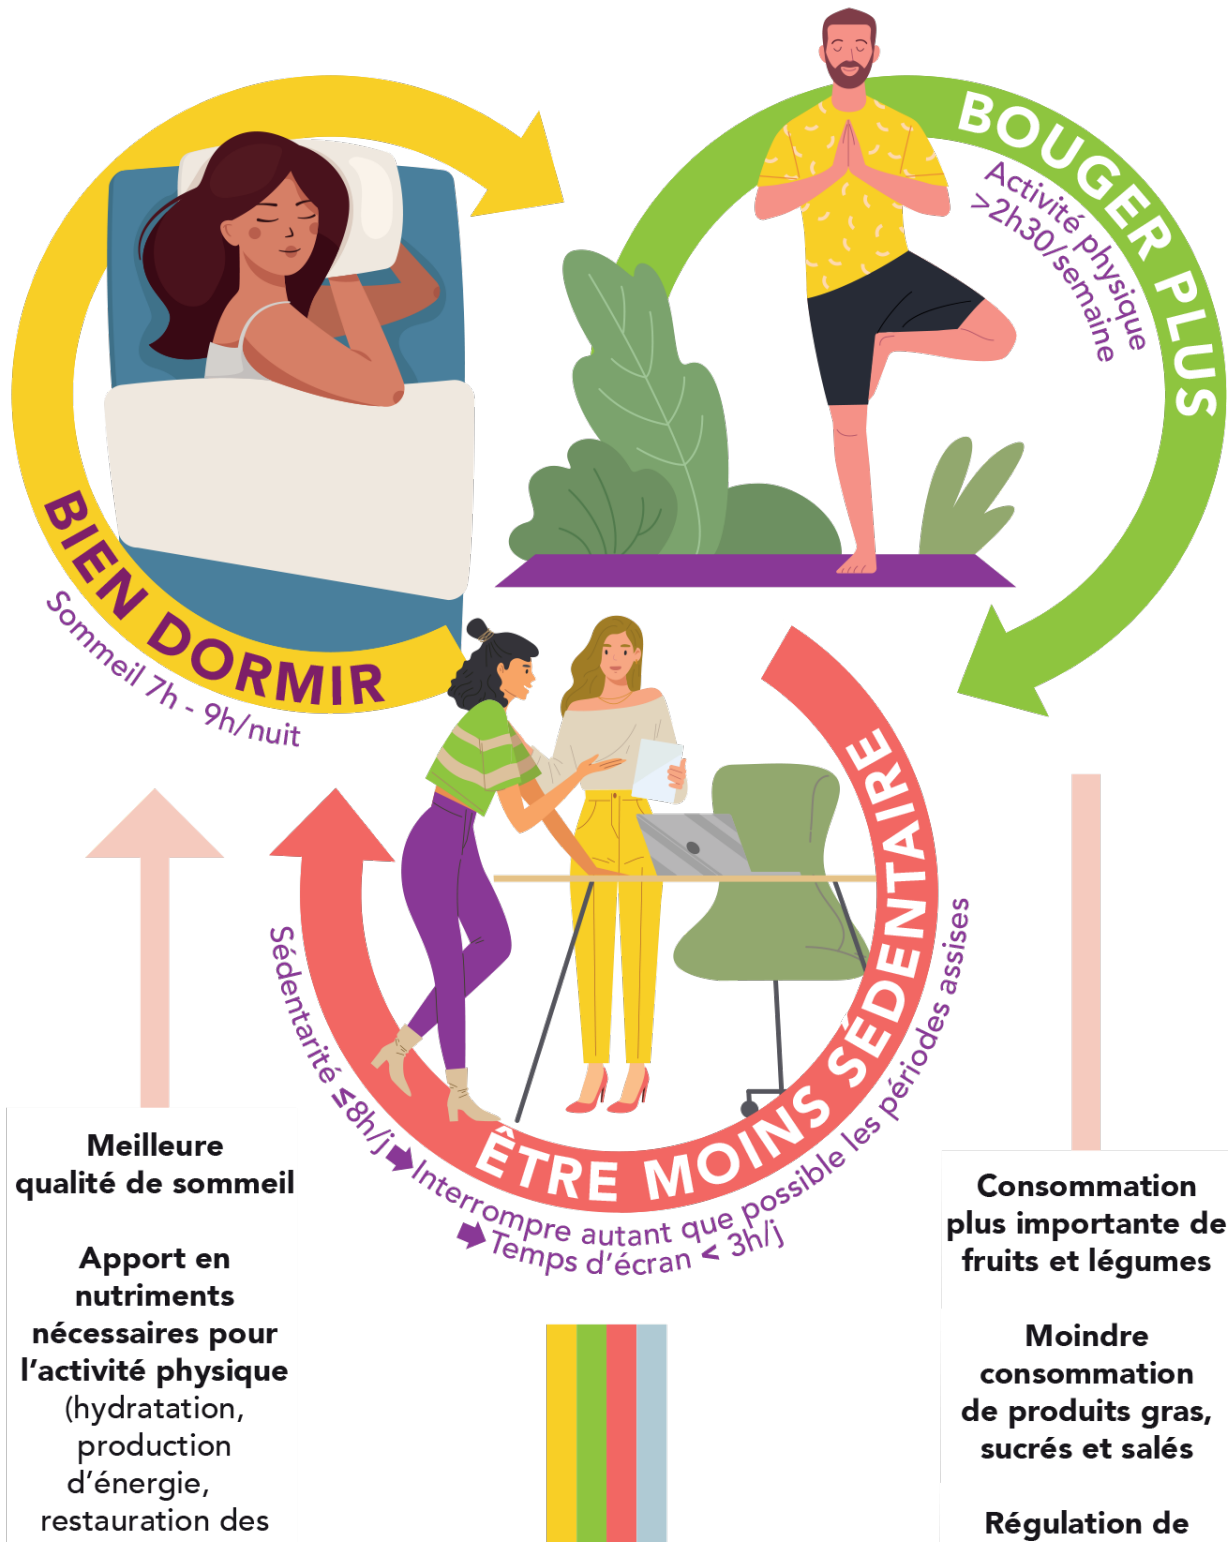 BOUGER PLUS
Activité physique
>2h30/semaine
BIEN DORMIR
Sommeil 7h - 9h/nuit
ÊTRE MOINS SÉDENTAIRE
Sédentarité ≤8h/j ➡ Interrompre autant que possible les périodes assises
➡ Temps d’écran < 3h/j
Meilleure
qualité de sommeil
Apport en
nutriments
nécessaires pour
l’activité physique
(hydratation,
production
d’énergie,
restauration des
Consommation
plus importante de
fruits et légumes
Moindre
consommation
de produits gras,
sucrés et salés
Régulation de